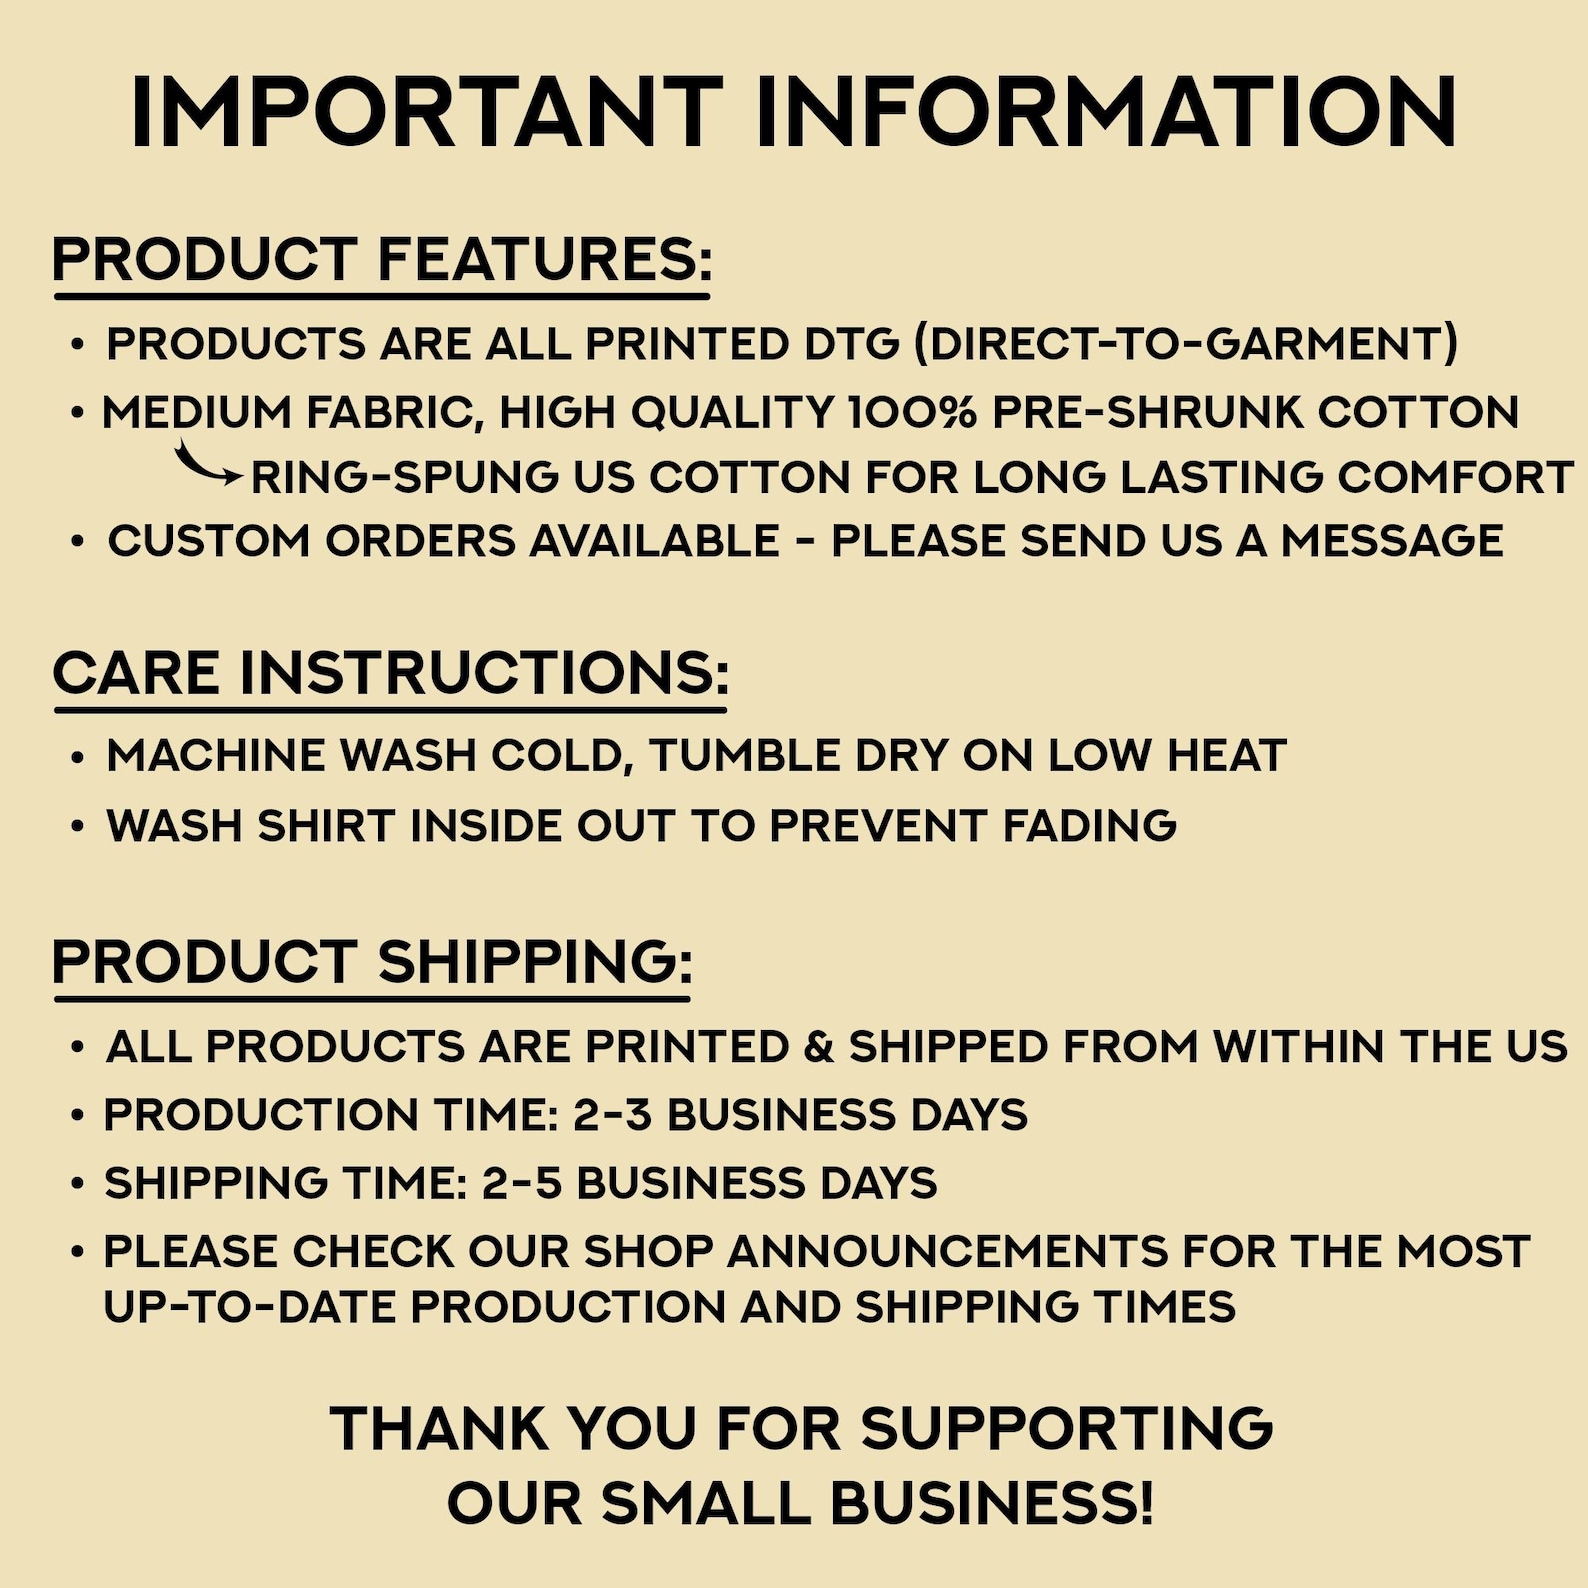 IMPORTANT INFORMATION
PRODUCT FEATURES:
• PRODUCTS ARE ALL PRINTED DTG (DIRECT-TO-GARMENT)
• MEDIUM FABRIC, HIGH QUALITY 100% PRE-SHRUNK COTTON
RING-SPUNG US COTTON FOR LONG LASTING COMFORT
• CUSTOM ORDERS AVAILABLE - PLEASE SEND US A MESSAGE
CARE INSTRUCTIONS:
• MACHINE WASH COLD, TUMBLE DRY ON LOW HEAT
• WASH SHIRT INSIDE OUT TO PREVENT FADING
PRODUCT SHIPPING:
• ALL PRODUCTS ARE PRINTED & SHIPPED FROM WITHIN THE US
• PRODUCTION TIME: 2-3 BUSINESS DAYS
• SHIPPING TIME: 2-5 BUSINESS DAYS
• PLEASE CHECK OUR SHOP ANNOUNCEMENTS FOR THE MOST
UP-TO-DATE PRODUCTION AND SHIPPING TIMES
THANK YOU FOR SUPPORTING
OUR SMALL BUSINESS!